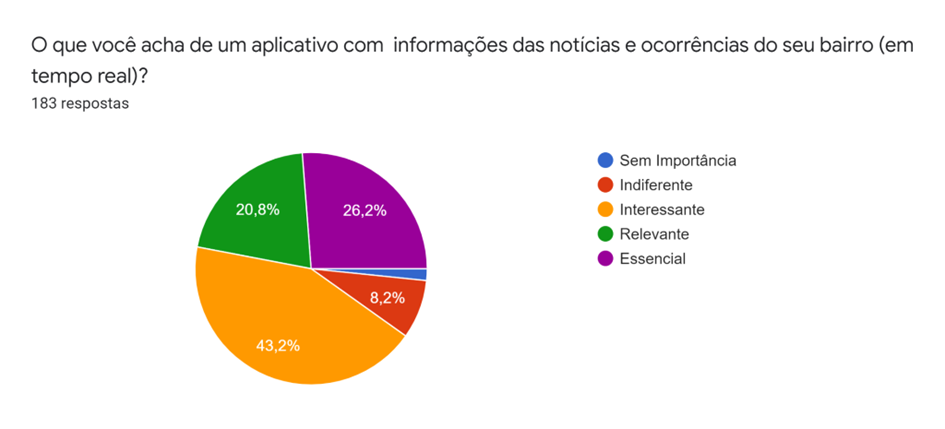 O que você acha de um aplicativo com  informações das notícias e ocorrências do seu bairro (em
tempo real)?
183 respostas
20,8%
26,2%
8,2%
43,2%
Sem Importância
Indiferente
Interessante
Relevante
Essencial